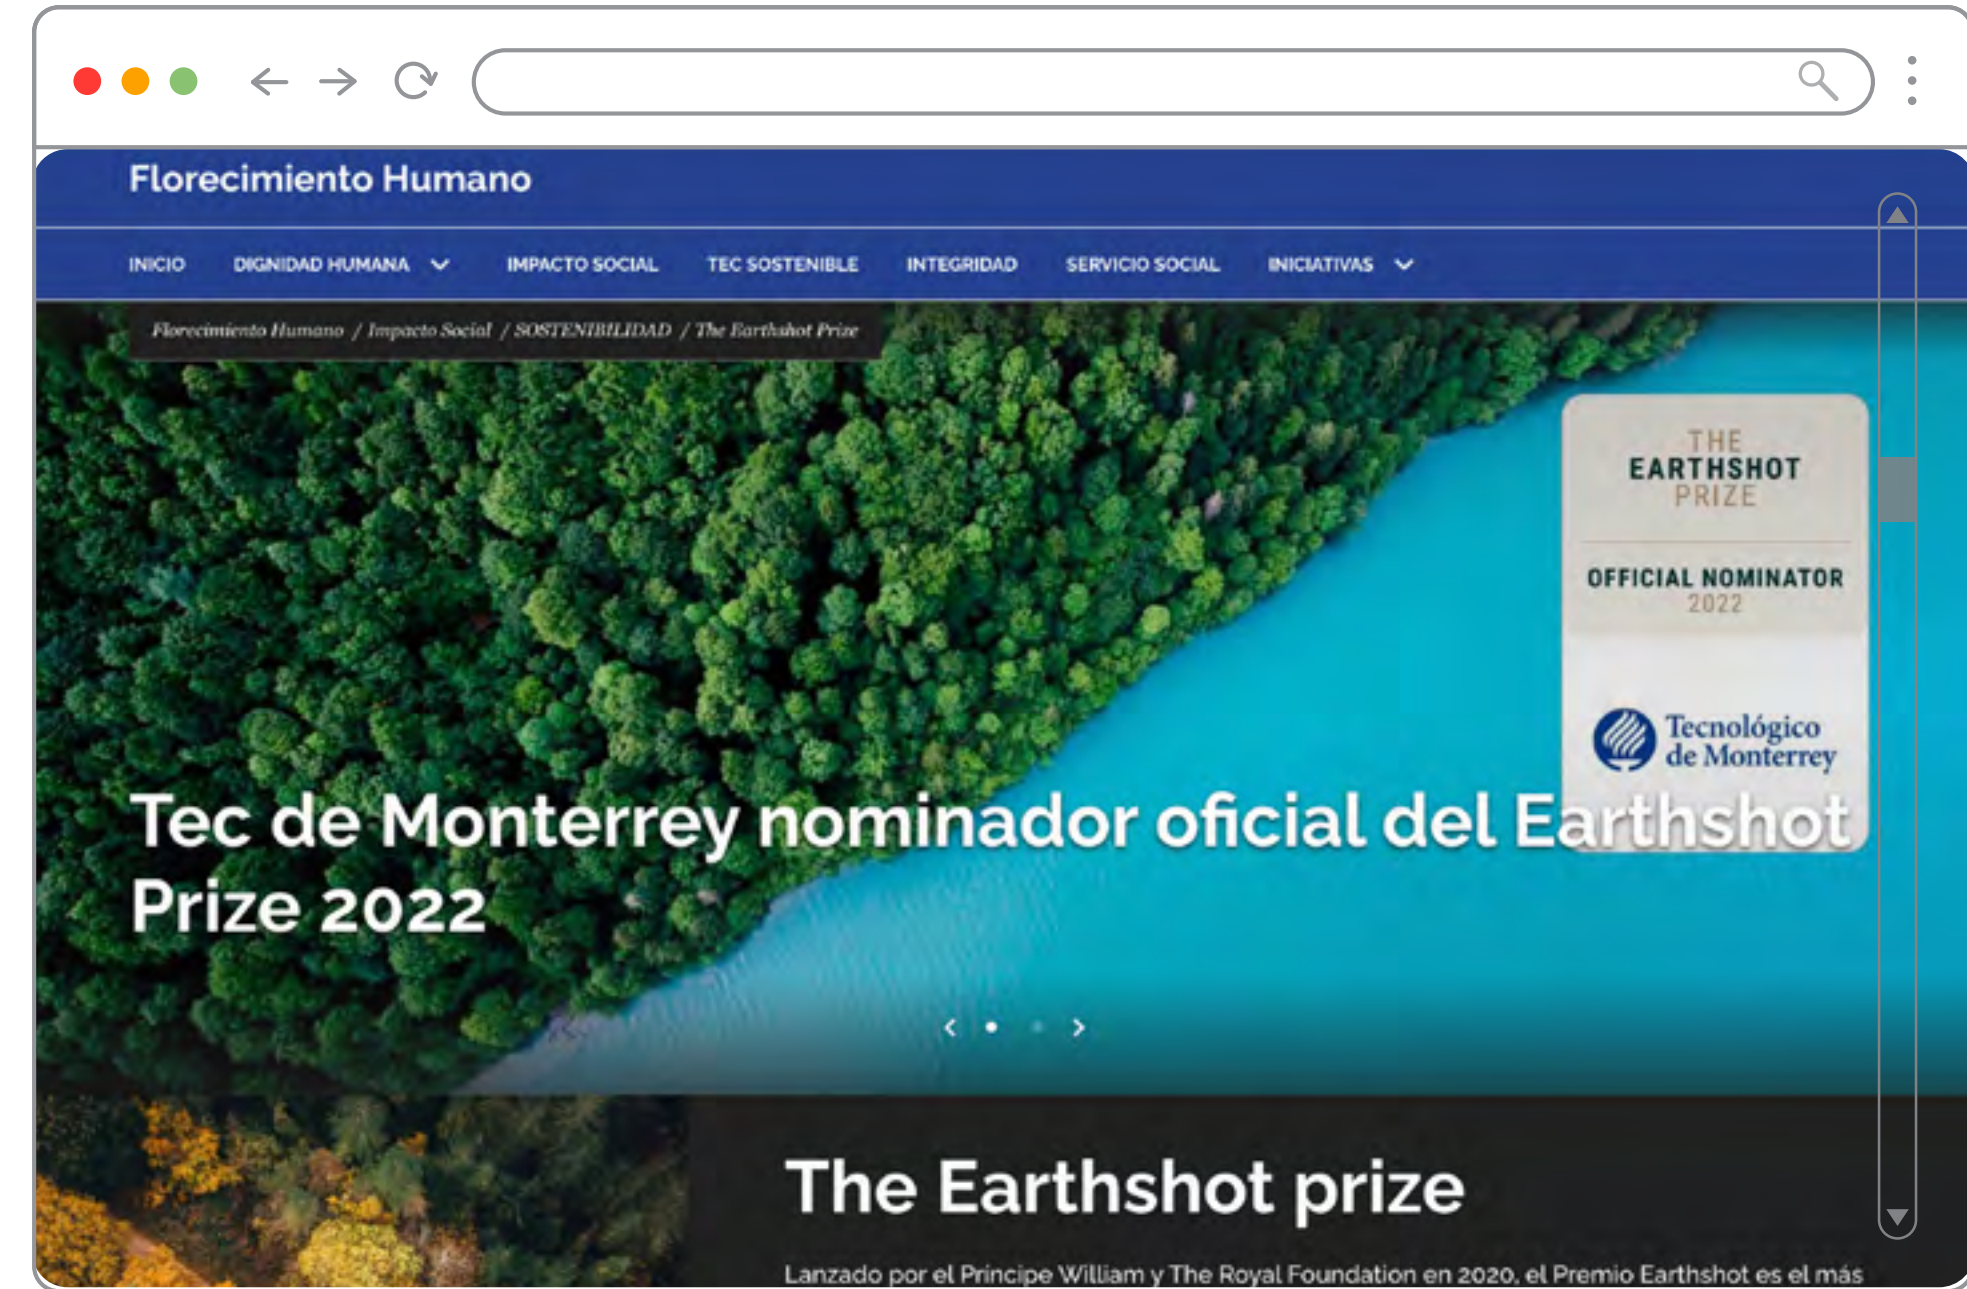 Florecimiento Humano
INICIO DIGNIDAD HUMANA IMPACTO SOCIAL TEC SOSTENIBLE INTEGRIDAD SERVICIO SOCIAL INICIATIVAS
Florecimiento Humano / Impacto Social / SOSTENIBILIDAD / The Earthshot Prize
THE
EARTHSHOT
PRIZE
OFFICIAL NOMINATOR
2022
Tecnológico
de Monterrey
Tec de Monterrey nominador oficial del Earthshot
Prize 2022
The Earthshot prize
Lanzado por el Principe William y The Royal Foundation en 2020, el Premio Earthshot es el más